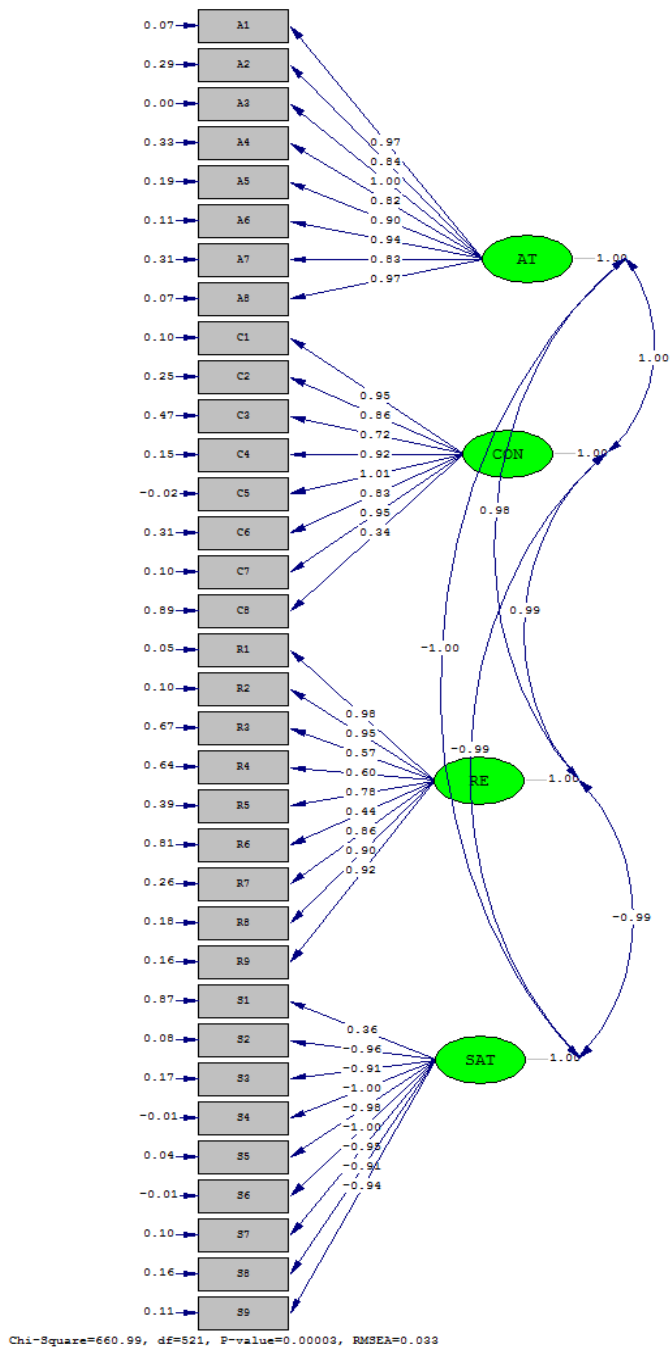 0.07 A1
0.29 A2
0.00 A3
0.33 A4
0.97
0.84
0.19 A5
1.00
0.82
0.11 A6
0.90
0.94
0.31 A7
AT
1.00
0.83
0.07 A8
0.97
0.10 C1
1.00
0.25 C2
0.95
0.47 C3
0.86
0.72
0.15 C4
0.92
CON
1.00
1.01
-0.02 C5
0.83
0.98
0.31 C6
0.95
0.34
0.10 C7
0.89 C8
0.99
0.05 R1
-1.00
0.10 R2
0.98
0.67 R3
0.95
0.57
-0.99
0.64 R4
0.60
RE
1.00
0.39 R5
0.78
0.44
0.81 R6
0.86
0.26 R7
0.90
0.92
0.18 R8
-0.99
0.16 R9
0.87 S1
0.36
0.08 S2
-0.96
0.17 S3
-0.91
SAT
1.00
-1.00
-0.01 S4
-0.98
-1.00
0.04 S5
-0.95
-0.91
-0.01 S6
-0.94
0.10 S7
0.16 S8
0.11 S9
Chi-Square=660.99, df=521, P-value=0.00003, RMSEA=0.033